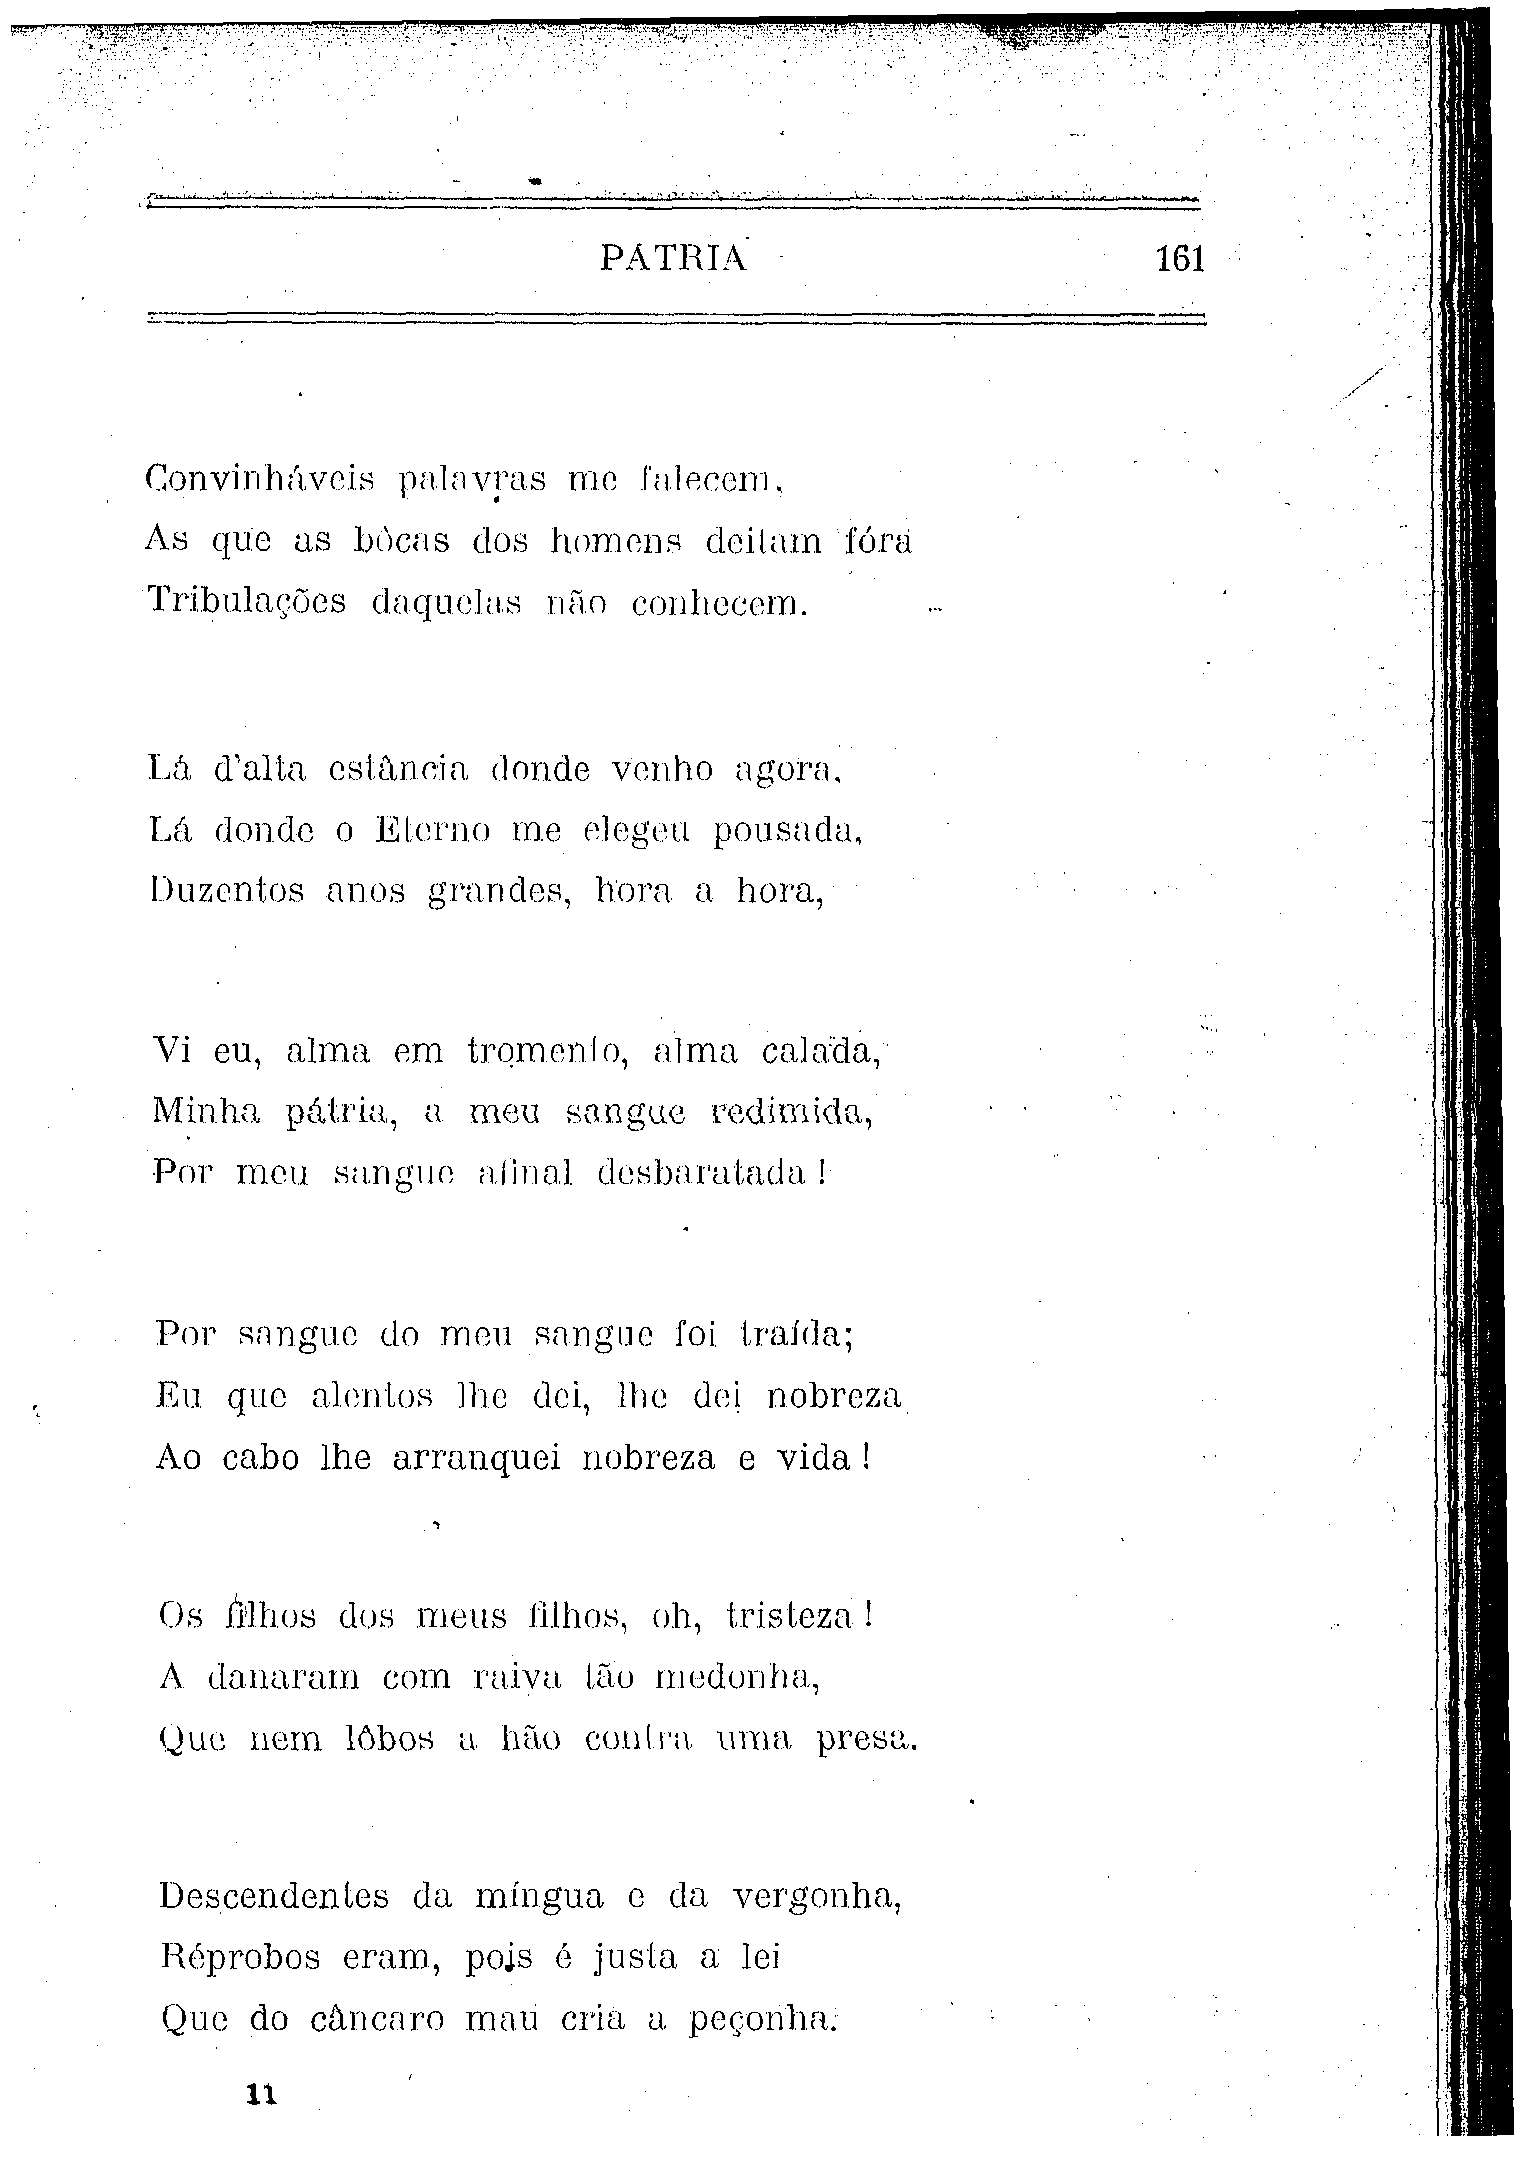 PÁTRIA 161
Convinháveis palavras me falecem,
As que as bôcas dos homens deitam fóra
Tribulações daquelas não conhecem.
Lá d'alta estância donde venho agora,
Lá donde o Eterno me elegeu pousada,
Duzentos anos grandes, hora a hora,
Vi eu, alma em tromento, alma calada,
Minha pátria, a meu sangue redimida,
Por meu sangue afinal desbaratada!
Por sangue do meu sangue foi traída;
Eu que alentos lhe dei, lhe dei nobreza
Ao cabo lhe arranquei nobreza e vida!
Os filhos dos meus filhos, oh, tristeza!
A danaram com raiva tão medonha,
Que nem lôbos a hão contra uma presa.
Descendentes da míngua e da vergonha,
Réprobos eram, pois é justa a lei
Que do câncaro mau cria a peçonha.
11